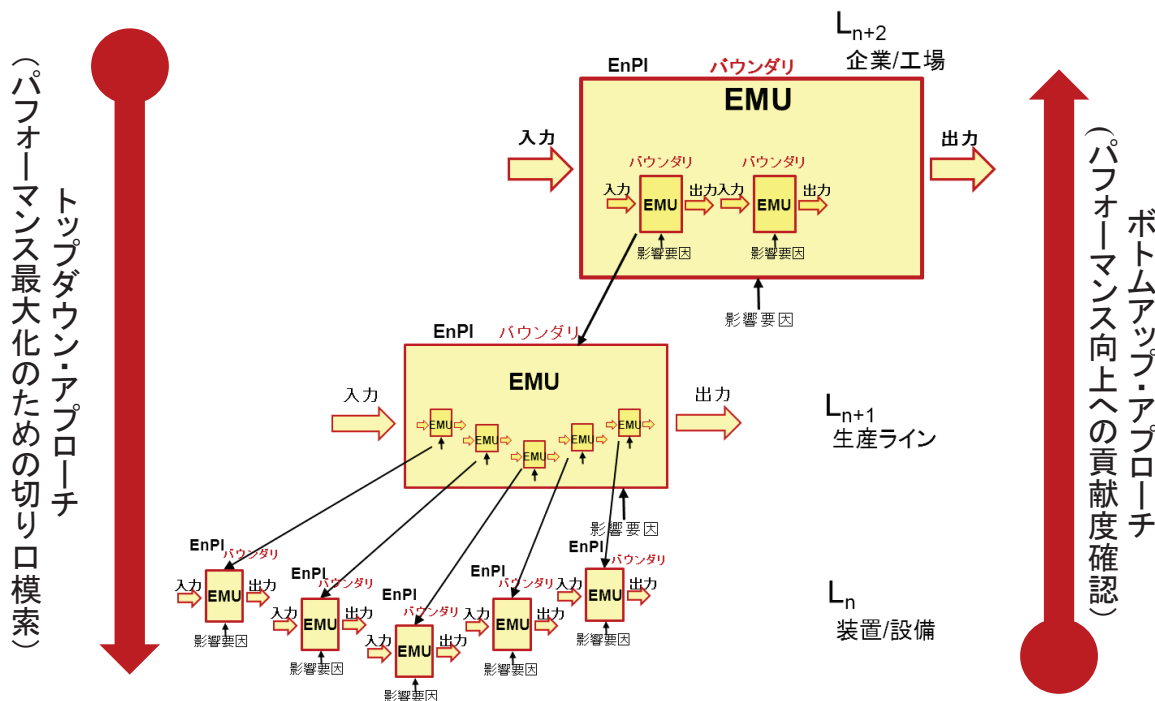 トップダウン・アプローチ
（パフォーマンス最大化のための切り口模索）
L_{n+2}
企業/工場
EnPI
バウンダリ
EMU
入力
出力
バウンダリ
バウンダリ
入力
EMU
出力
入力
EMU
出力
影響要因
影響要因
影響要因
EnPI
バウンダリ
EMU
入力
出力
EMU
EMU
EMU
EMU
EMU
影響要因
L_{n+1}
生産ライン
EnPI
バウンダリ
入力
EMU
出力
影響要因
EnPI
バウンダリ
入力
EMU
出力
影響要因
EnPI
バウンダリ
入力
EMU
出力
影響要因
EnPI
バウンダリ
入力
EMU
出力
影響要因
EnPI
バウンダリ
入力
EMU
出力
影響要因
L_n
装置/設備
ボトムアップ・アプローチ
（パフォーマンス向上への貢献度確認）